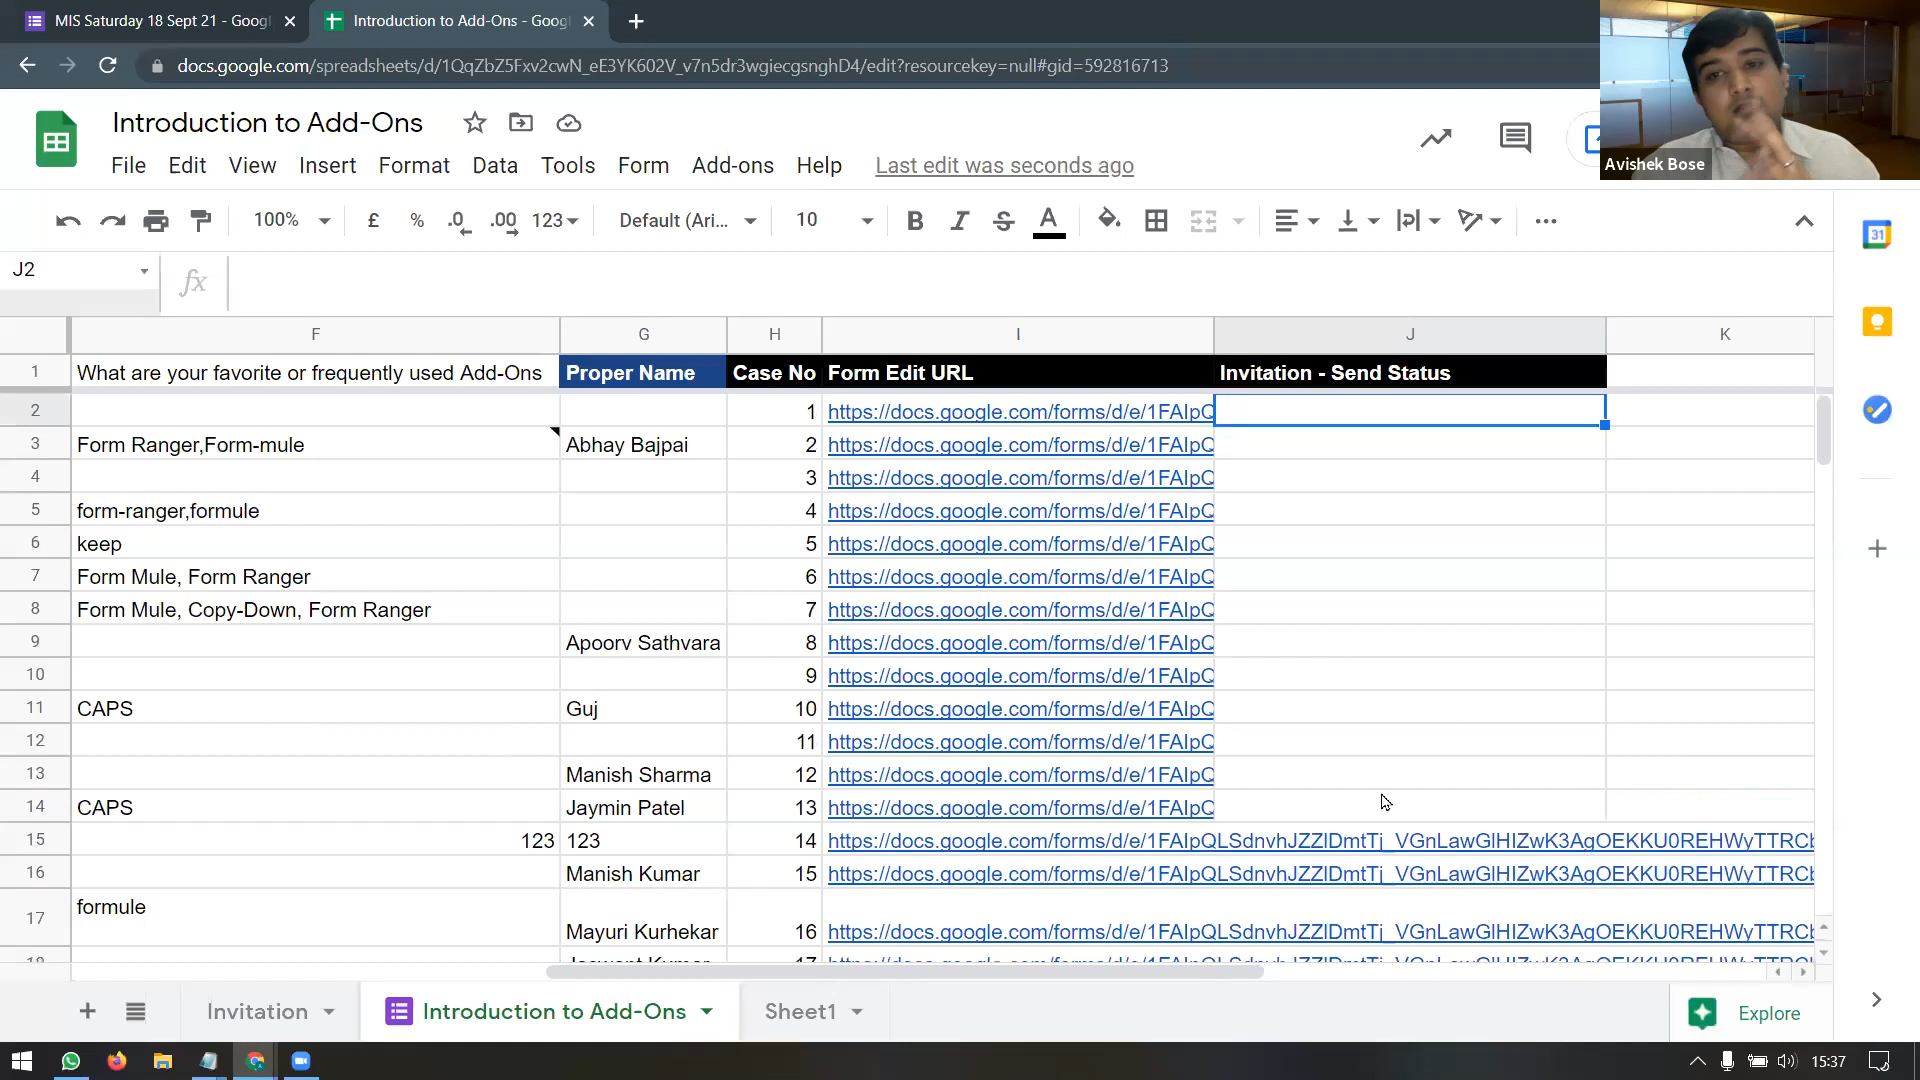 MIS Saturday 18 Sept 21 - Googl
Introduction to Add-Ons - Goog
docs.google.com/spreadsheets/d/1QqZbZ5Fxv2cwN_eE3YK602V_v7n5dr3wgiecgsnghD4/edit?resourcekey=null#gid=592816713
Introduction to Add-Ons
File Edit View Insert Format Data Tools Form Add-ons Help Last edit was seconds ago
Avishek Bose
100% £ % .0 .00 123 Default (Ari... 10 B I S A
31
J2 fx
F G H I J K
1 What are your favorite or frequently used Add-Ons Proper Name Case No Form Edit URL Invitation - Send Status
2 1 https://docs.google.com/forms/d/e/1FAIpQ
3 Form Ranger,Form-mule Abhay Bajpai 2 https://docs.google.com/forms/d/e/1FAIpQ
4 3 https://docs.google.com/forms/d/e/1FAIpQ
5 form-ranger,formule 4 https://docs.google.com/forms/d/e/1FAIpQ
6 keep 5 https://docs.google.com/forms/d/e/1FAIpQ
7 Form Mule, Form Ranger 6 https://docs.google.com/forms/d/e/1FAIpQ
8 Form Mule, Copy-Down, Form Ranger 7 https://docs.google.com/forms/d/e/1FAIpQ
9 Apoorv Sathvara 8 https://docs.google.com/forms/d/e/1FAIpQ
10 9 https://docs.google.com/forms/d/e/1FAIpQ
11 CAPS Guj 10 https://docs.google.com/forms/d/e/1FAIpQ
12 11 https://docs.google.com/forms/d/e/1FAIpQ
13 Manish Sharma 12 https://docs.google.com/forms/d/e/1FAIpQ
14 CAPS Jaymin Patel 13 https://docs.google.com/forms/d/e/1FAIpQ
15 123 123 14 https://docs.google.com/forms/d/e/1FAIpQLSdnvhJZZlDmtTj_VGnLawGlHIZwK3AgOEKKU0REHWyTTRCb
16 Manish Kumar 15 https://docs.google.com/forms/d/e/1FAIpQLSdnvhJZZlDmtTj_VGnLawGlHIZwK3AgOEKKU0REHWyTTRCb
17 formule Mayuri Kurhekar 16 https://docs.google.com/forms/d/e/1FAIpQLSdnvhJZZlDmtTj_VGnLawGlHIZwK3AgOEKKU0REHWyTTRCb
Invitation Introduction to Add-Ons Sheet1 Explore
15:37